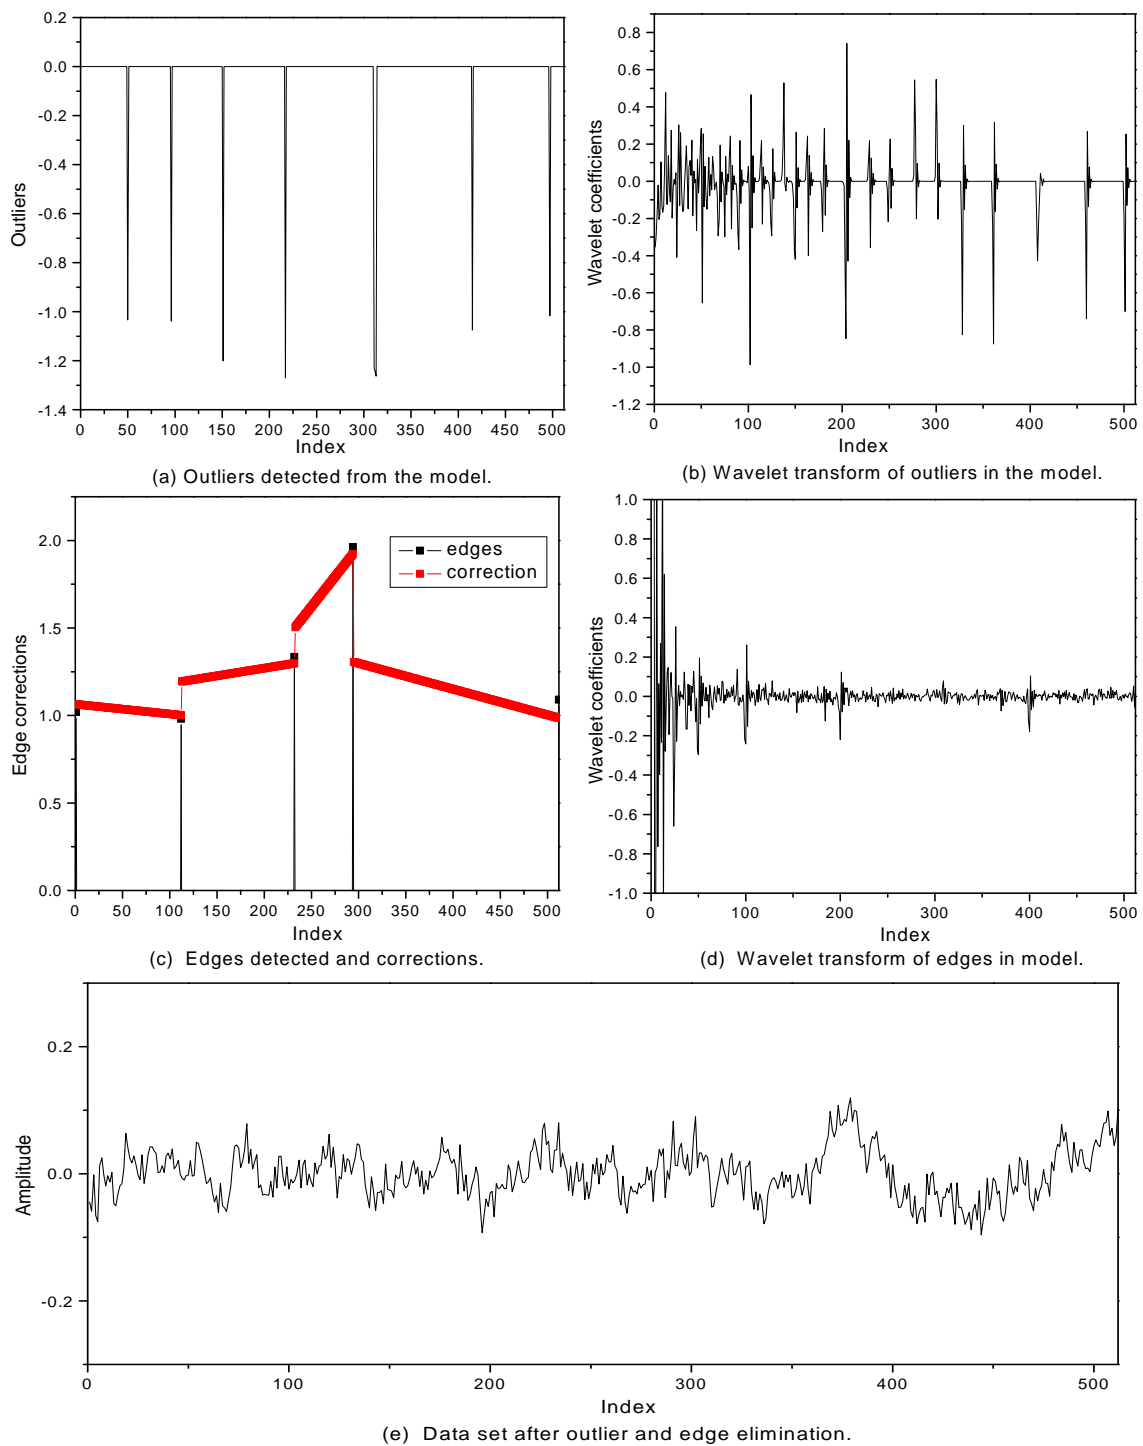 0.2
0.0
-0.2
-0.4
-0.6
-0.8
-1.0
-1.2
-1.4
Outliers
0 50 100 150 200 250 300 350 400 450 500
Index
(a) Outliers detected from the model.
0.8
0.6
0.4
0.2
0.0
-0.2
-0.4
-0.6
-0.8
-1.0
-1.2
Wavelet coefficients
0 100 200 300 400 500
Index
(b) Wavelet transform of outliers in the model.
2.0
1.5
1.0
0.5
0.0
Edge corrections
edges
correction
0 50 100 150 200 250 300 350 400 450 500
Index
(c) Edges detected and corrections.
1.0
0.8
0.6
0.4
0.2
0.0
-0.2
-0.4
-0.6
-0.8
-1.0
Wavelet coefficients
0 100 200 300 400 500
Index
(d) Wavelet transform of edges in model.
0.2
0.0
-0.2
Amplitude
0 100 200 300 400 500
Index
(e) Data set after outlier and edge elimination.